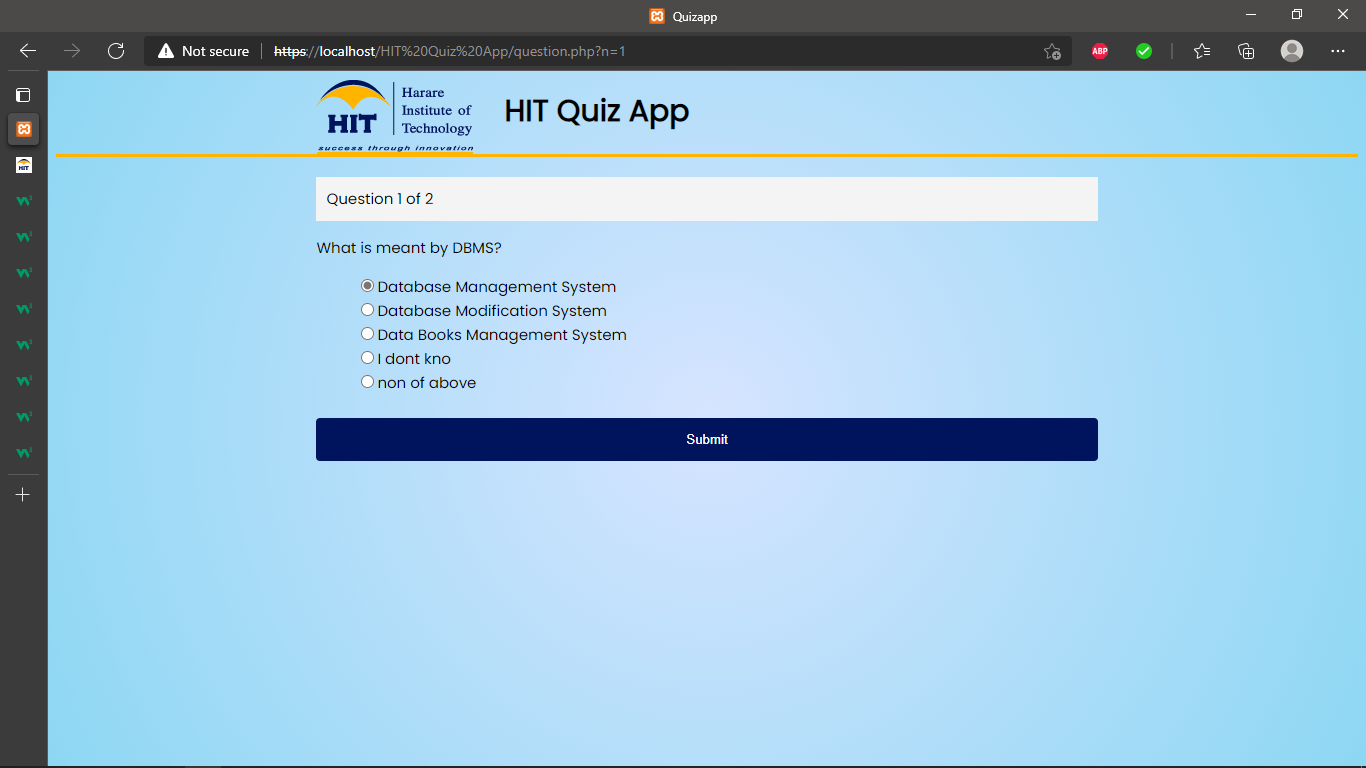 Quizapp
Not secure
https://localhost/HIT%20Quiz%20App/question.php?n=1
ABP
HIT
Harare
Institute of
Technology
success through innovation
HIT Quiz App
HIT
Question 1 of 2
What is meant by DBMS?
Database Management System
Database Modification System
Data Books Management System
I dont kno
non of above
Submit